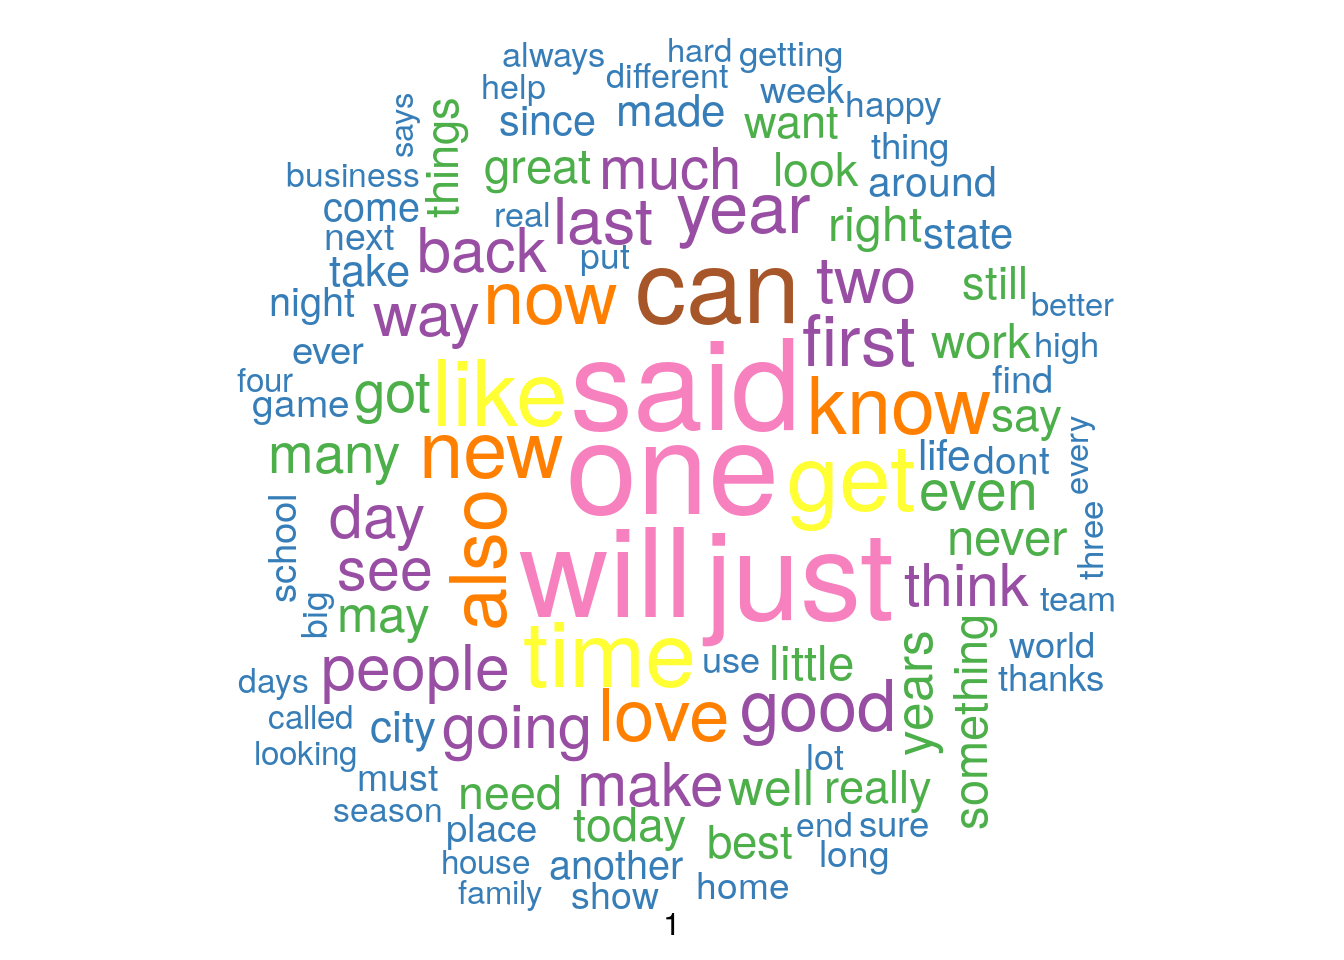 always
hard
getting
different
help
week
happy
says
things
since
made
want
thing
business
great
much
look
around
come
real
last
year
right
state
next
back
put
take
can
two
still
night
way
now
better
first
work
high
ever
four
game
got
like
said
know
find
say
many
new
one
get
life
dont
every
even
school
day
also
never
three
see
will
just
think
team
big
may
people
time
use
little
years
something
world
thanks
days
called
city
going
love
good
looking
lot
must
need
make
well
really
season
place
today
best
end
sure
house
another
long
family
show
home
1